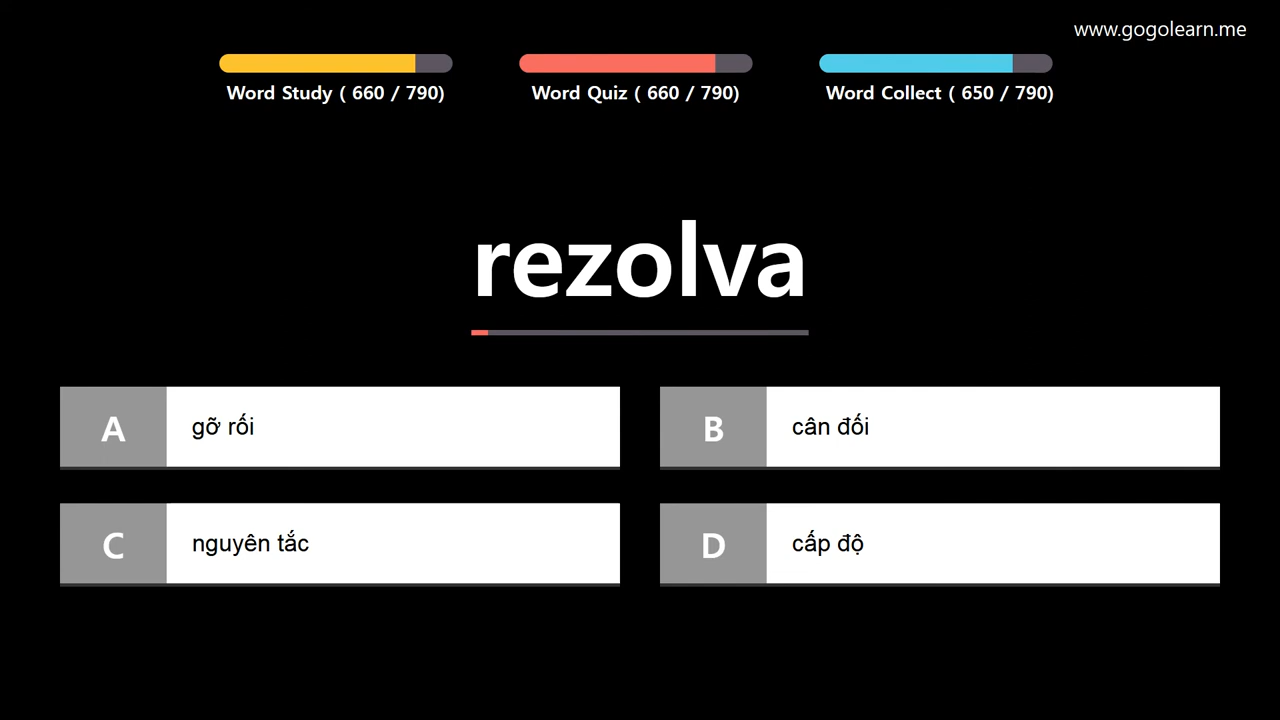 www.gogolearn.me
Word Study ( 660 / 790)
Word Quiz ( 660 / 790)
Word Collect ( 650 / 790)
rezolva
A
gỡ rối
B
cân đối
C
nguyên tắc
D
cấp độ